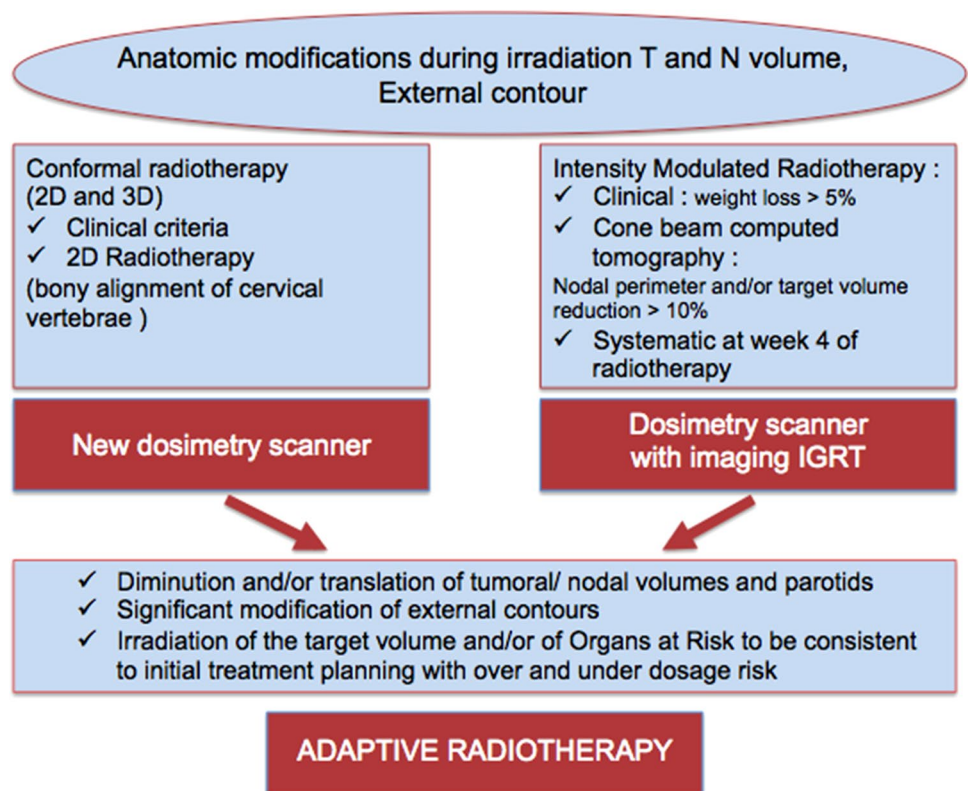 Anatomic modifications during irradiation T and N volume,
External contour
Conformal radiotherapy
(2D and 3D)
✓ Clinical criteria
✓ 2D Radiotherapy
(bony alignment of cervical
vertebrae )
New dosimetry scanner
Intensity Modulated Radiotherapy :
✓ Clinical : weight loss > 5%
✓ Cone beam computed
tomography :
Nodal perimeter and/or target volume
reduction > 10%
✓ Systematic at week 4 of
radiotherapy
Dosimetry scanner
with imaging IGRT
✓ Diminution and/or translation of tumoral/ nodal volumes and parotids
✓ Significant modification of external contours
✓ Irradiation of the target volume and/or of Organs at Risk to be consistent
to initial treatment planning with over and under dosage risk
ADAPTIVE RADIOTHERAPY